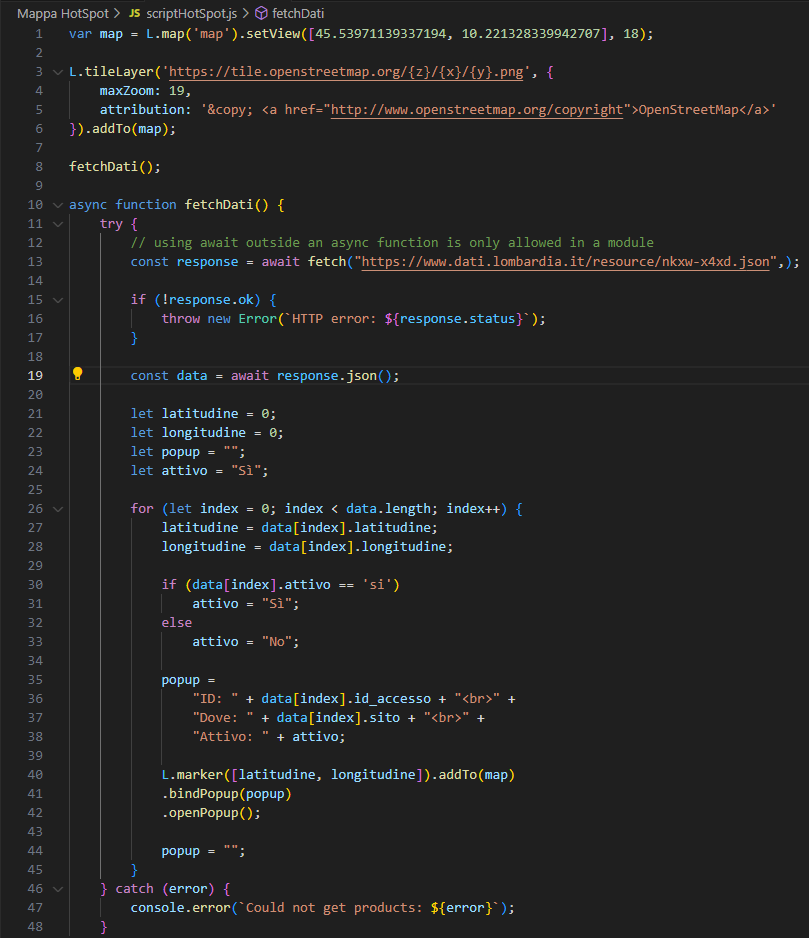 Mappa HotSpot > JS scriptHotSpot.js > fetchDati
1 var map = L.map('map').setView([45.53971139337194, 10.221328339942707], 18);
2
3 L.tileLayer('https://tile.openstreetmap.org/{z}/{x}/{y}.png', {
4     maxZoom: 19,
5     attribution: '&copy; <a href="http://www.openstreetmap.org/copyright">OpenStreetMap</a>'
6 }).addTo(map);
7
8 fetchDati();
9
10 async function fetchDati() {
11     try {
12         // using await outside an async function is only allowed in a module
13         const response = await fetch("https://www.dati.lombardia.it/resource/nkxw-x4xd.json",);
14
15         if (!response.ok) {
16             throw new Error(`HTTP error: ${response.status}`);
17         }
18
19         const data = await response.json();
20
21         let latitudine = 0;
22         let longitudine = 0;
23         let popup = "";
24         let attivo = "Sì";
25
26         for (let index = 0; index < data.length; index++) {
27             latitudine = data[index].latitudine;
28             longitudine = data[index].longitudine;
29
30             if (data[index].attivo == 'si')
31                 attivo = "Sì";
32             else
33                 attivo = "No";
34
35             popup =
36                 "ID: " + data[index].id_accesso + "<br>" +
37                 "Dove: " + data[index].sito + "<br>" +
38                 "Attivo: " + attivo;
39
40             L.marker([latitudine, longitudine]).addTo(map)
41             .bindPopup(popup)
42             .openPopup();
43
44             popup = "";
45         }
46     } catch (error) {
47         console.error(`Could not get products: ${error}`);
48     }